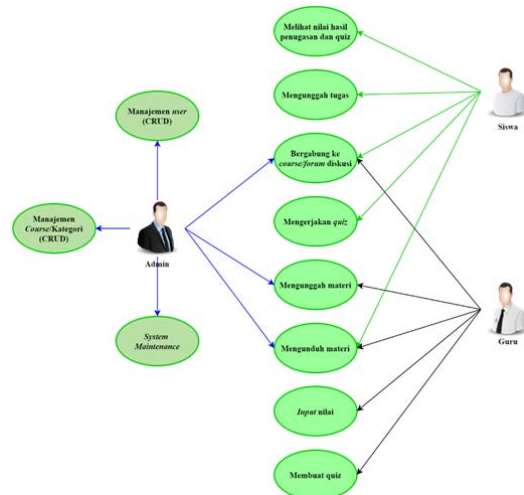 Melihat nilai hasil
penugasan dan quiz
Mengunggah tugas
Siswa
Manajemen user
(CRUD)
Bergabung ke
course/forum diskusi
Manajemen
Course/Kategori
(CRUD)
Admin
Mengerjakan quiz
Mengunggah materi
System
Maintenance
Mengunduh materi
Guru
Input nilai
Membuat quiz